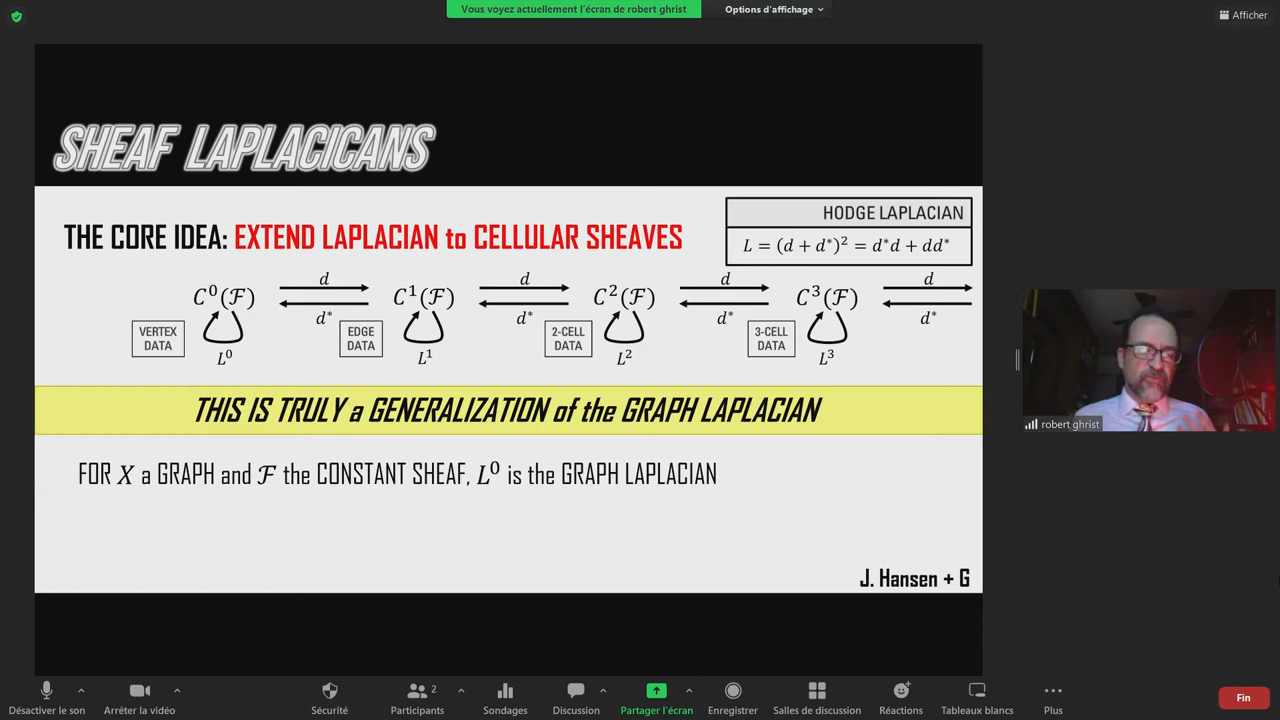 Vous voyez actuellement l'écran de robert ghrist
Options d'affichage
Afficher
SHEAF LAPLACICANS
THE CORE IDEA: EXTEND LAPLACIAN to CELLULAR SHEAVES
HODGE LAPLACIAN
L = (d + d*)² = d*d + dd*
d d d d
C⁰(ℱ) C¹(ℱ) C²(ℱ) C³(ℱ)
d* d* d* d*
VERTEX DATA
EDGE DATA
2-CELL DATA
3-CELL DATA
L⁰ L¹ L² L³
THIS IS TRULY a GENERALIZATION of the GRAPH LAPLACIAN
FOR X a GRAPH and ℱ the CONSTANT SHEAF, L⁰ is the GRAPH LAPLACIAN
J. Hansen + G
robert ghrist
Désactiver le son
Arrêter la vidéo
Sécurité
2
Participants
Sondages
Discussion
Partager l'écran
Enregistrer
Salles de discussion
Réactions
Tableaux blancs
Plus
Fin